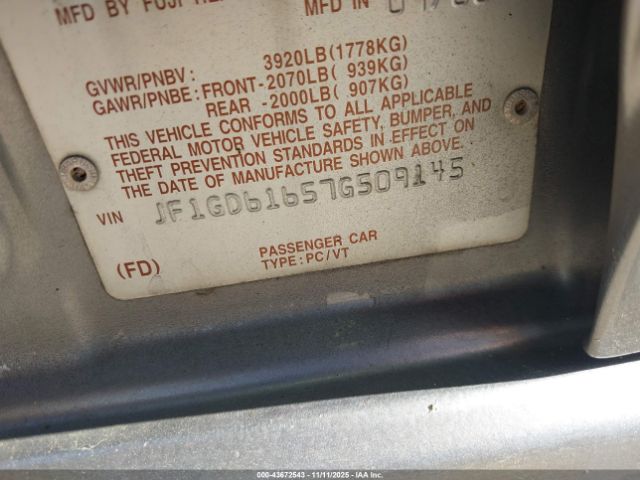 MFD BY FUJI
MFD IN
GVWR/PNBV: 3920LB(1778KG)
GAWR/PNBE: FRONT-2070LB( 939KG)
REAR -2000LB( 907KG)
THIS VEHICLE CONFORMS TO ALL APPLICABLE
FEDERAL MOTOR VEHICLE SAFETY, BUMPER, AND
THEFT PREVENTION STANDARDS IN EFFECT ON
THE DATE OF MANUFACTURE SHOWN ABOVE.
VIN JF1GD61657G509145
PASSENGER CAR
(FD) TYPE:PC/VT
000-43672543 - 11/11/2025 - IAAI.COM